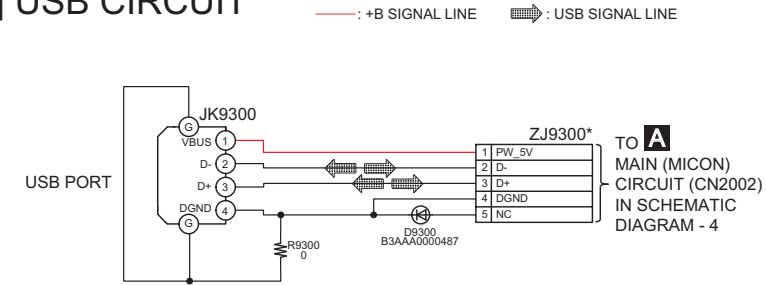 USB CIRCUIT
: +B SIGNAL LINE
: USB SIGNAL LINE
JK9300
G
VBUS 1
D- 2
D+ 3
DGND 4
G
USB PORT
R9300
0
D9300
B3AAA0000487
ZJ9300*
1 PW_5V
2 D-
3 D+
4 DGND
5 NC
TO A
MAIN (MICON)
CIRCUIT (CN2002)
IN SCHEMATIC
DIAGRAM - 4